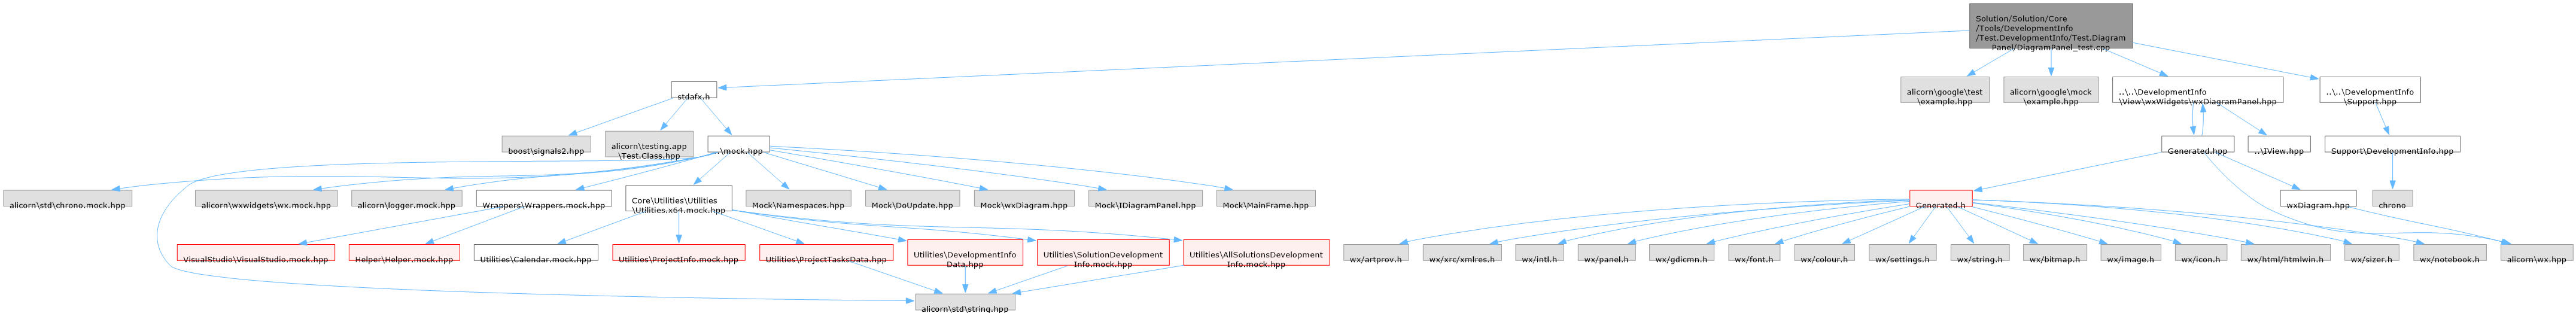 Solution/Solution/Core
/Tools/DevelopmentInfo
/Test.DevelopmentInfo/Test.Diagram
Panel/DiagramPanel_test.cpp
stdafx.h
alicorn\google\test
\example.hpp
alicorn\google\mock
\example.hpp
..\..\DevelopmentInfo
\View\wxWidgets\wxDiagramPanel.hpp
..\..\DevelopmentInfo
\Support.hpp
boost\signals2.hpp
alicorn\testing.app
\Test.Class.hpp
..\mock.hpp
Generated.hpp
..\IView.hpp
Support\DevelopmentInfo.hpp
alicorn\std\chrono.mock.hpp
alicorn\wxwidgets\wx.mock.hpp
alicorn\logger.mock.hpp
Wrappers\Wrappers.mock.hpp
Core\Utilities\Utilities
\Utilities.x64.mock.hpp
Mock\Namespaces.hpp
Mock\DoUpdate.hpp
Mock\wxDiagram.hpp
Mock\IDiagramPanel.hpp
Mock\MainFrame.hpp
Generated.h
wxDiagram.hpp
chrono
VisualStudio\VisualStudio.mock.hpp
Helper\Helper.mock.hpp
Utilities\Calendar.mock.hpp
Utilities\ProjectInfo.mock.hpp
Utilities\ProjectTasksData.hpp
Utilities\DevelopmentInfo
Data.hpp
Utilities\SolutionDevelopment
Info.mock.hpp
Utilities\AllSolutionsDevelopment
Info.mock.hpp
wx/artprov.h
wx/xrc/xmlres.h
wx/intl.h
wx/panel.h
wx/gdicmn.h
wx/font.h
wx/colour.h
wx/settings.h
wx/string.h
wx/bitmap.h
wx/image.h
wx/icon.h
wx/html/htmlwin.h
wx/sizer.h
wx/notebook.h
alicorn\wx.hpp
alicorn\std\string.hpp